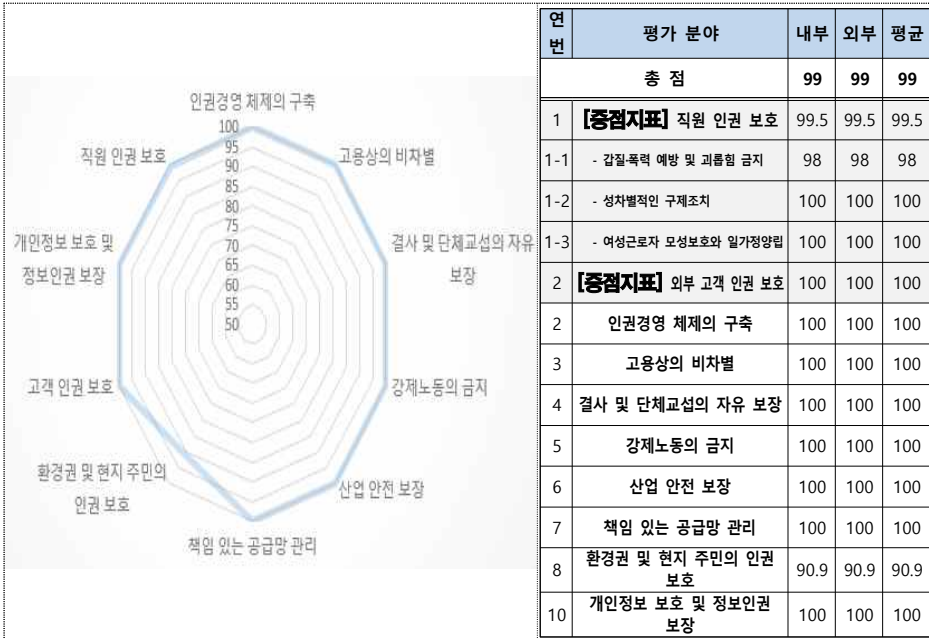 인권경영 체제의 구축
100
95
90
85
80
75
70
65
60
55
50
고용상의 비차별
결사 및 단체교섭의 자유
보장
강제노동의 금지
산업 안전 보장
책임 있는 공급망 관리
환경권 및 현지 주민의
인권 보호
고객 인권 보호
개인정보 보호 및
정보인권 보장
직원 인권 보호
연번 평가 분야 내부 외부 평균
총 점 99 99 99
1 [중점지표] 직원 인권 보호 99.5 99.5 99.5
1-1 - 갑질·폭력 예방 및 괴롭힘 금지 98 98 98
1-2 - 성차별적인 구제조치 100 100 100
1-3 - 여성근로자 모성보호와 일가정양립 100 100 100
2 [중점지표] 외부 고객 인권 보호 100 100 100
2 인권경영 체제의 구축 100 100 100
3 고용상의 비차별 100 100 100
4 결사 및 단체교섭의 자유 보장 100 100 100
5 강제노동의 금지 100 100 100
6 산업 안전 보장 100 100 100
7 책임 있는 공급망 관리 100 100 100
8 환경권 및 현지 주민의 인권
보호 90.9 90.9 90.9
10 개인정보 보호 및 정보인권
보장 100 100 100